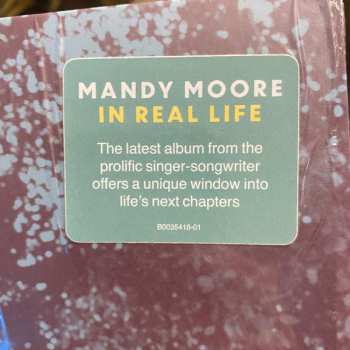 MANDY MOORE
IN REAL LIFE
The latest album from the
prolific singer-songwriter
offers a unique window into
life's next chapters
B0035418-01